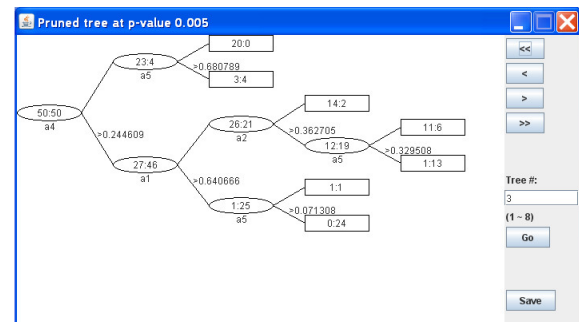 Pruned tree at p-value 0.005
20:0
23:4
>0.680789
a5
3:4
50:50
a4
14:2
26:21
>0.244609
a2
>0.362705
11:6
12:19
>0.329508
a5
27:46
1:13
a1
>0.640666
1:1
1:25
>0.071308
a5
0:24
<<
<
>
>>
Tree #:
3
(1 ~ 8)
Go
Save